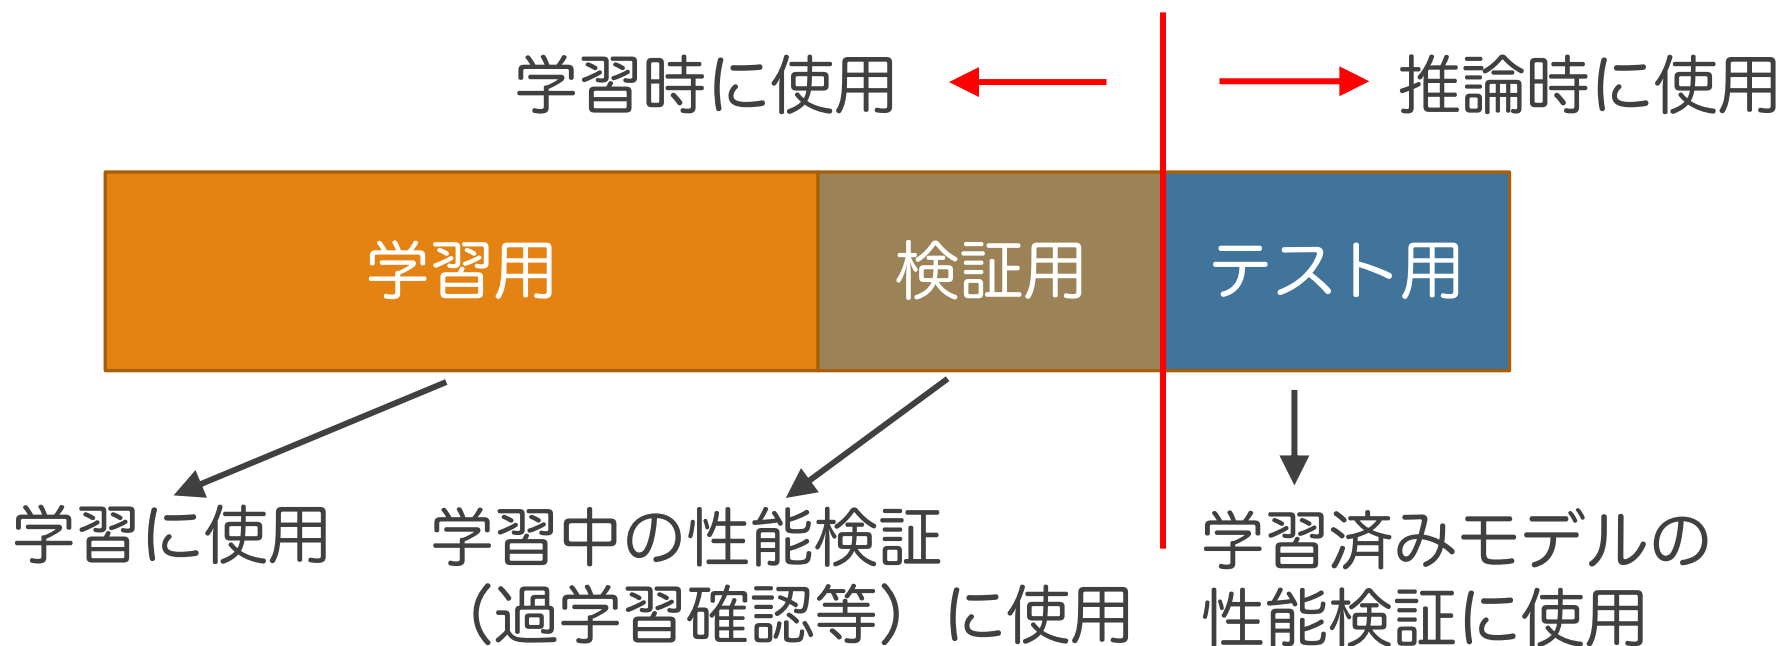 学習時に使用
推論時に使用
学習用
検証用
テスト用
学習に使用
学習中の性能検証
（過学習確認等）に使用
学習済みモデルの
性能検証に使用